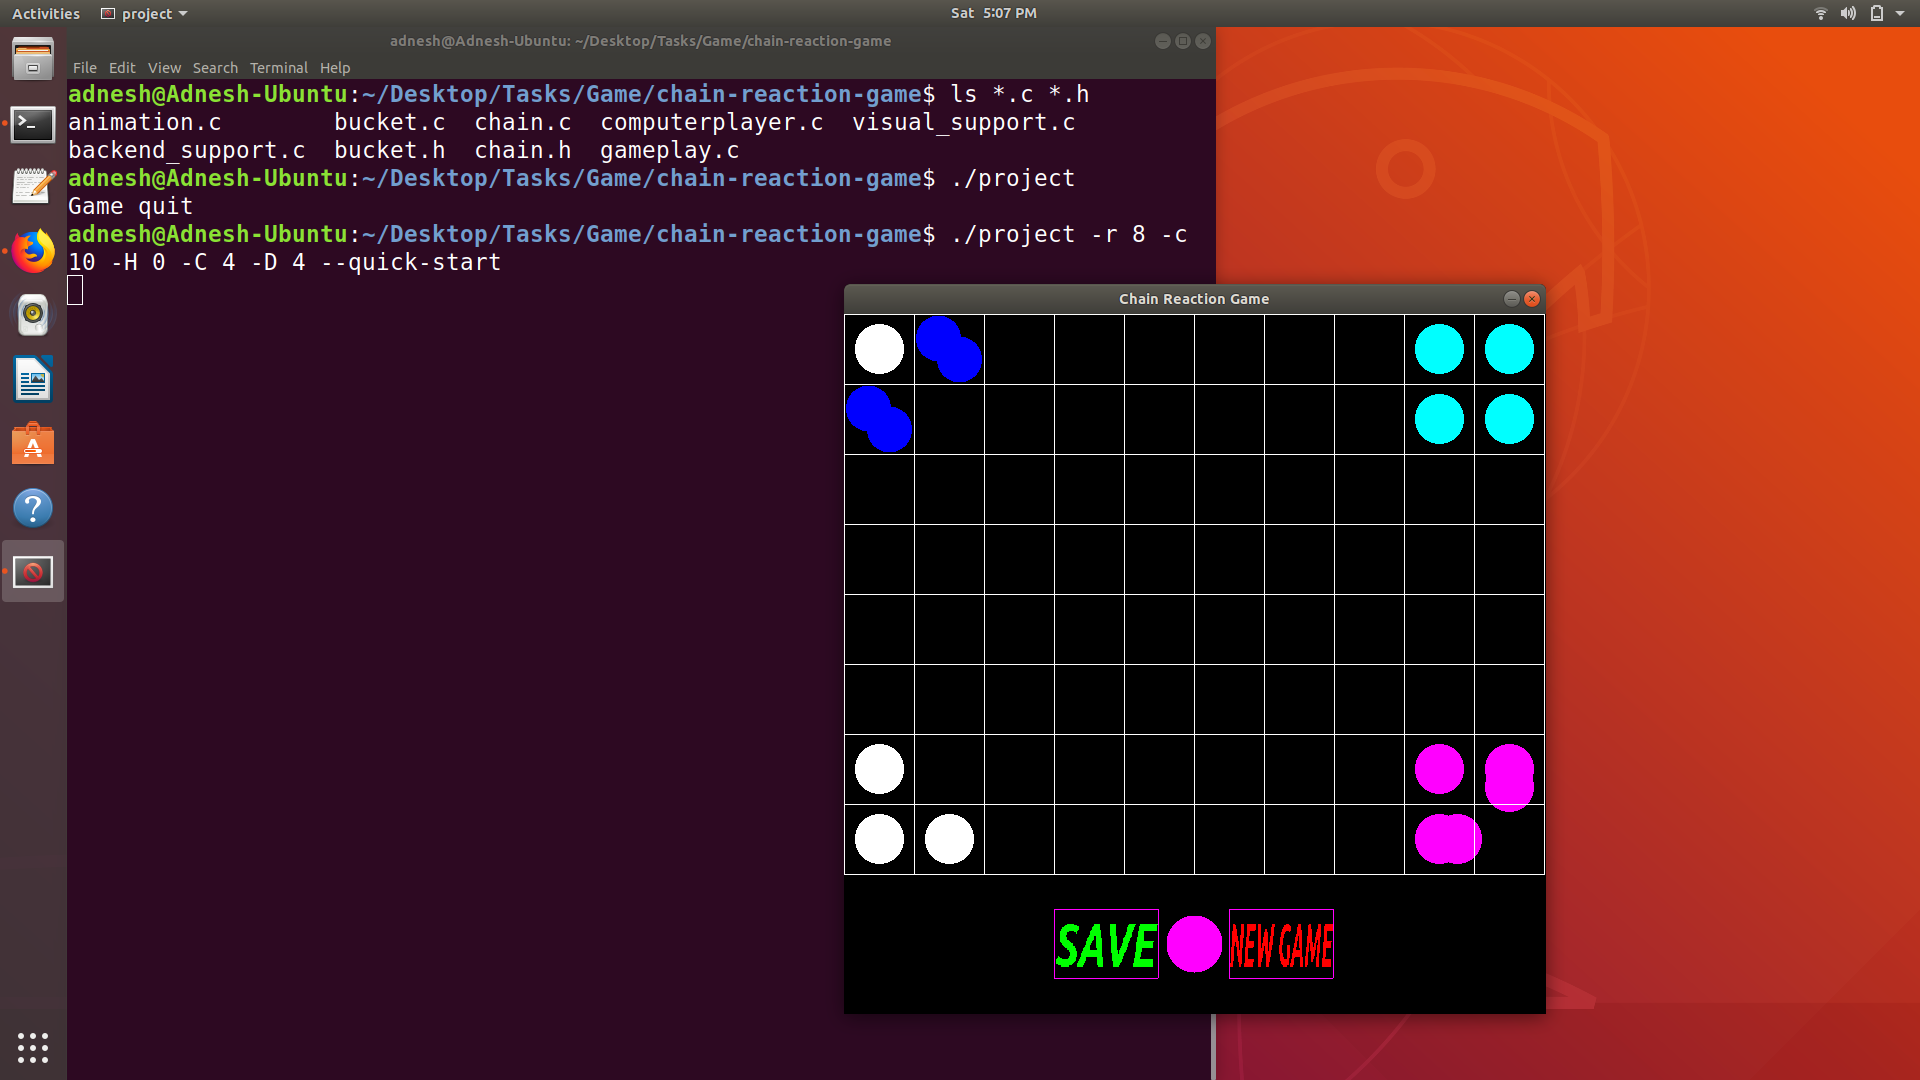 Activities project Sat 5:07 PM
adnesh@Adnesh-Ubuntu: ~/Desktop/Tasks/Game/chain-reaction-game
File Edit View Search Terminal Help
adnesh@Adnesh-Ubuntu:~/Desktop/Tasks/Game/chain-reaction-game$ ls *.c *.h
animation.c bucket.c chain.c computerplayer.c visual_support.c
backend_support.c bucket.h chain.h gameplay.c
adnesh@Adnesh-Ubuntu:~/Desktop/Tasks/Game/chain-reaction-game$ ./project
Game quit
adnesh@Adnesh-Ubuntu:~/Desktop/Tasks/Game/chain-reaction-game$ ./project -r 8 -c
10 -H 0 -C 4 -D 4 --quick-start
Chain Reaction Game
SAVE NEW GAME